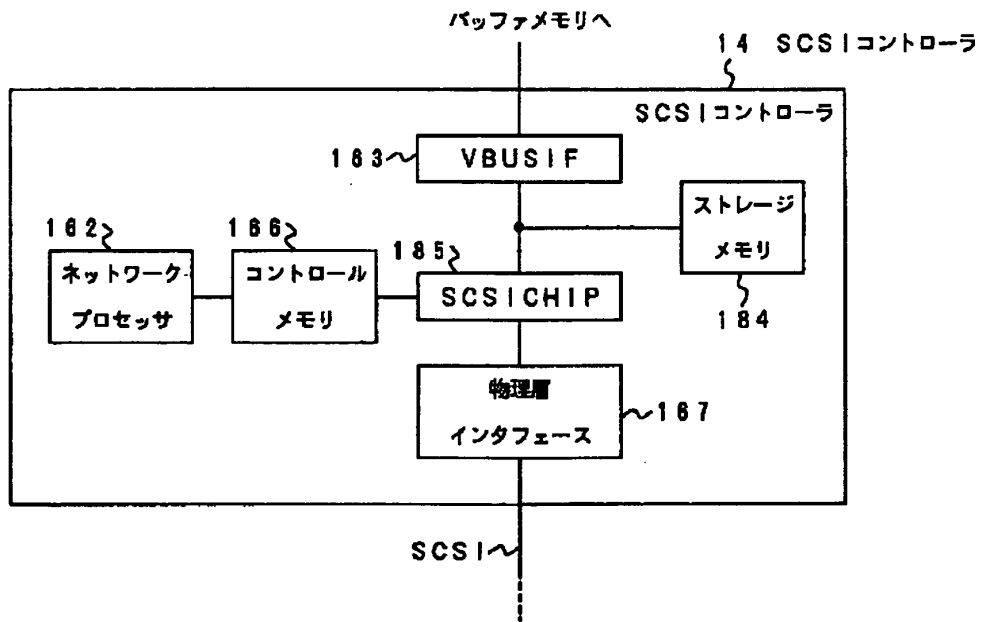 バッファメモリへ
14 SCSIコントローラ
SCSIコントローラ
163 VBUSIF
ストレージ
メモリ
184
162
ネットワーク
プロセッサ
166
コントロール
メモリ
185
SCSICHIP
物理層
インタフェース
167
SCSI